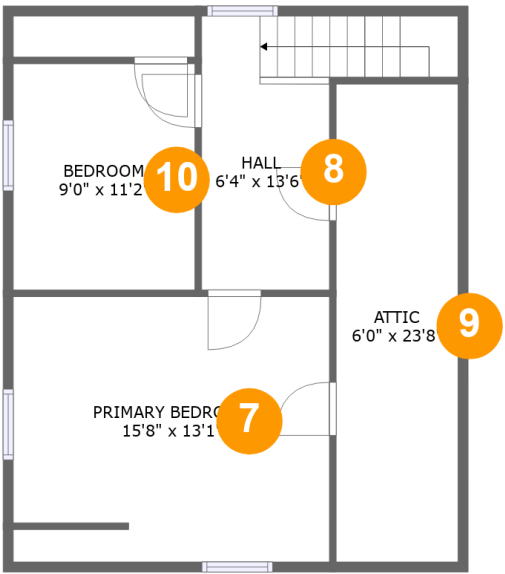 BEDROOM
9'0" x 11'2
10
HALL
6'4" x 13'6
8
ATTIC
6'0" x 23'8
9
PRIMARY
15'8" x 13'1
7